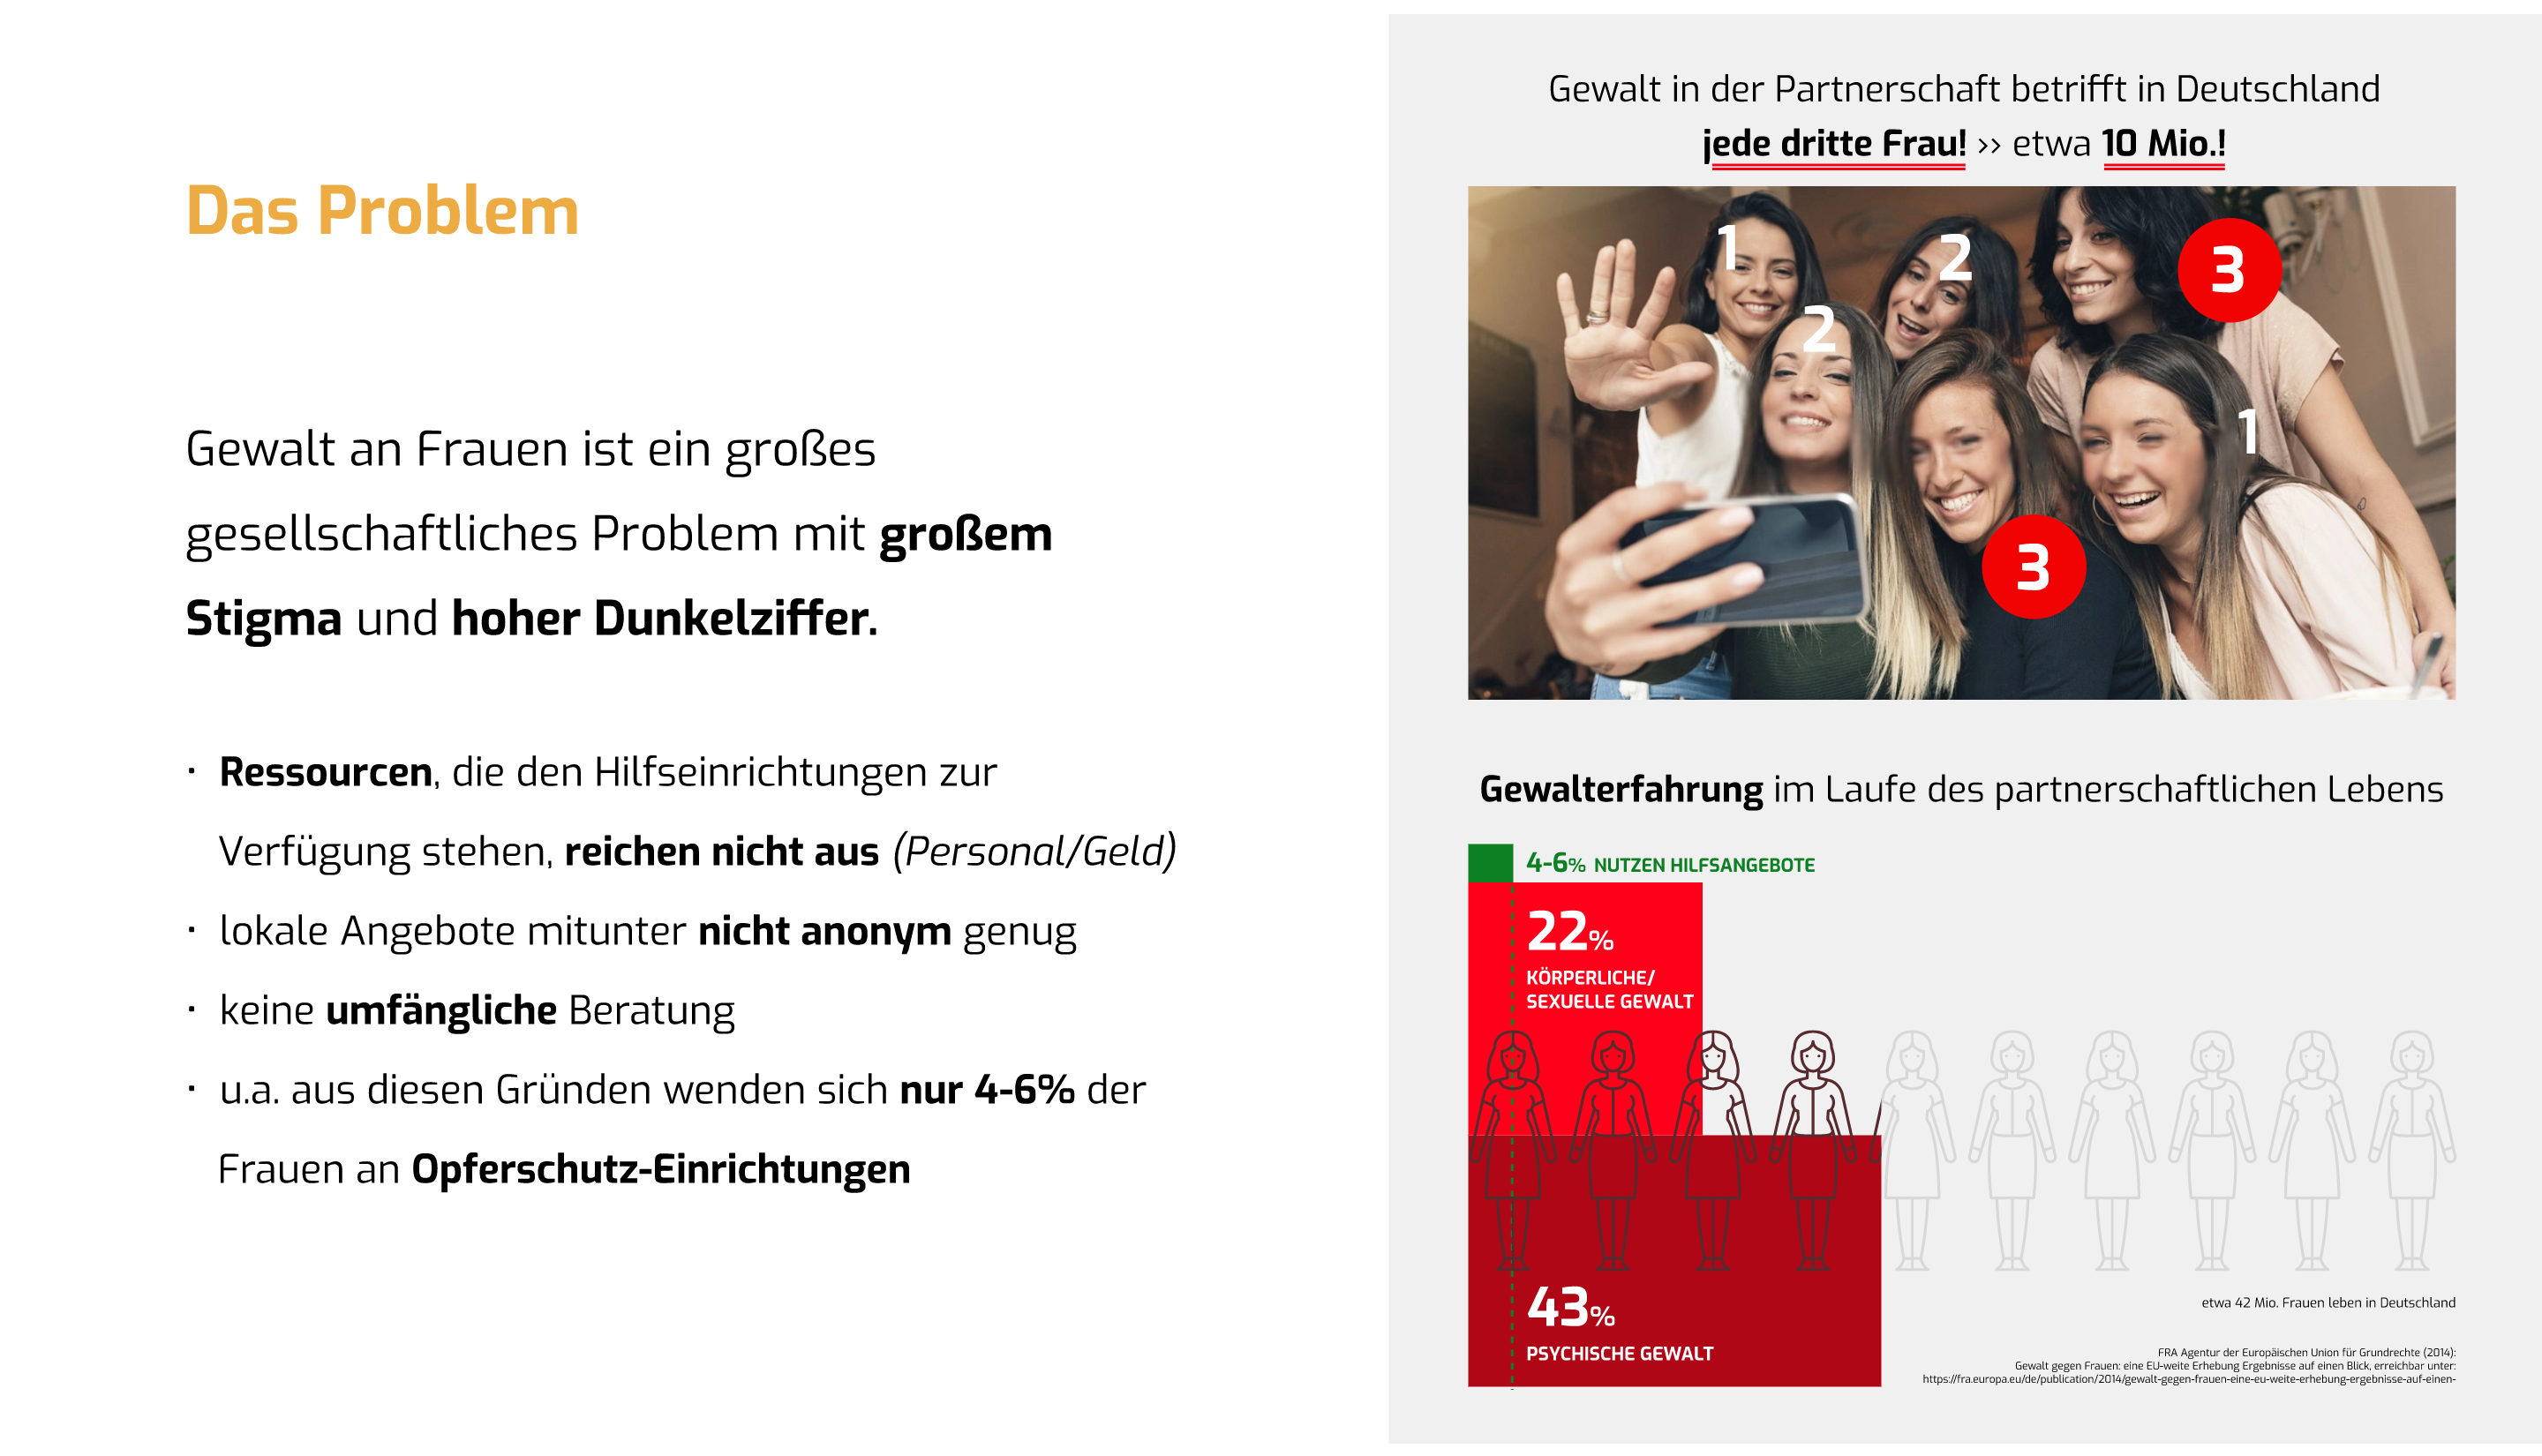 Das Problem
Gewalt an Frauen ist ein großes
gesellschaftliches Problem mit großem
Stigma und hoher Dunkelziffer.
· Ressourcen, die den Hilfseinrichtungen zur
Verfügung stehen, reichen nicht aus (Personal/Geld)
· lokale Angebote mitunter nicht anonym genug
· keine umfängliche Beratung
· u.a. aus diesen Gründen wenden sich nur 4-6% der
Frauen an Opferschutz-Einrichtungen
Gewalt in der Partnerschaft betrifft in Deutschland
jede dritte Frau! >> etwa 10 Mio.!
1
2
3
2
1
3
Gewalterfahrung im Laufe des partnerschaftlichen Lebens
4-6% NUTZEN HILFSANGEBOTE
22%
KÖRPERLICHE/
SEXUELLE GEWALT
43%
PSYCHISCHE GEWALT
etwa 42 Mio. Frauen leben in Deutschland
FRA Agentur der Europäischen Union für Grundrechte (2014):
Gewalt gegen Frauen: eine EU-weite Erhebung Ergebnisse auf einen Blick, erreichbar unter:
https://fra.europa.eu/de/publication/2014/gewalt-gegen-frauen-eine-eu-weite-erhebung-ergebnisse-auf-einen-